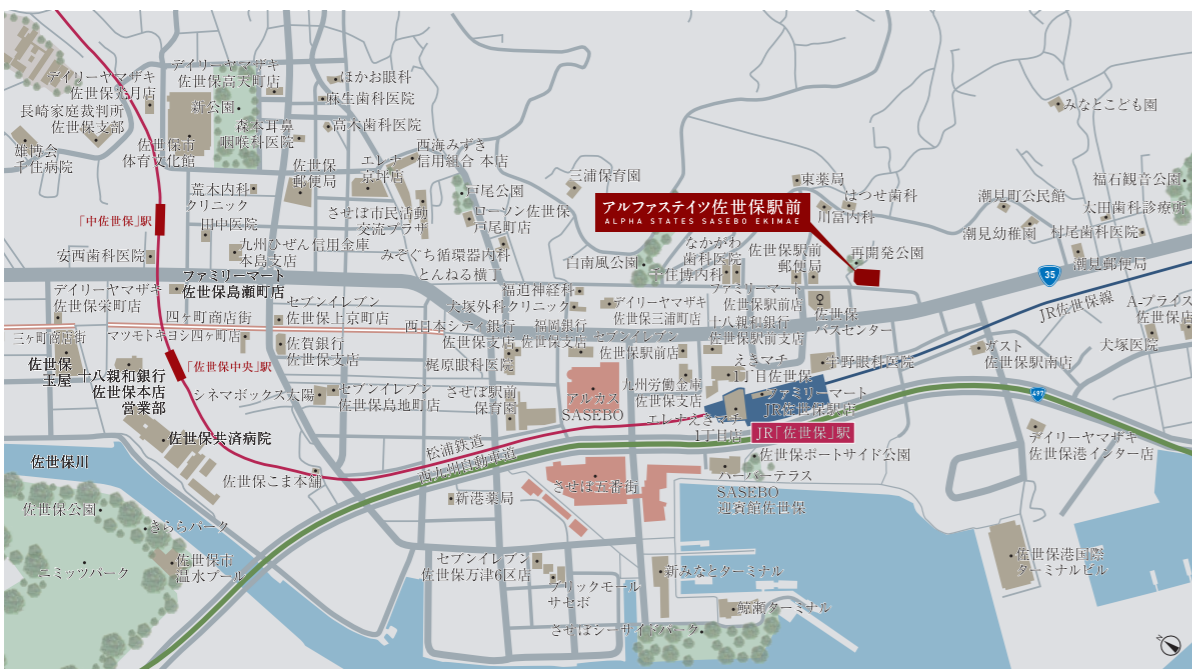 デイリーヤマザキ
佐世保光月店
長崎家庭裁判所
佐世保支部
雄博会
千住病院
デイリーヤマザキ
佐世保高天町店
新公園
佐世保市
体育文化館
森本耳鼻
咽喉科医院
ほかお眼科
麻生歯科医院
高木歯科医院
西海みずき
信用組合 本店
エレナ
京坪店
佐世保
郵便局
荒木内科
クリニック
田中医院
「中佐世保」駅
安西歯科医院
九州ひぜん信用金庫
本島支店
させぼ市民活動
交流プラザ
戸尾公園
ローソン佐世保
戸尾町店
みぞぐち循環器内科
とんねる横丁
三浦保育園
白南風公園
アルファステイツ佐世保駅前
ALPHA STATES SASEBO EKIMAE
なかがわ
歯科医院
千住博内科
佐世保駅前
郵便局
再開発公園
東薬局
はつせ歯科
川冨内科
みなとこども園
潮見町公民館
潮見幼稚園
福石観音公園
太田歯科診療所
村尾歯科医院
潮見郵便局
35
JR佐世保線
A-プライス
佐世保店
大塚医院
ガスト
佐世保駅南店
ファミリーマート
佐世保島瀬町店
デイリーヤマザキ
佐世保栄町店
四ヶ町商店街
三ヶ町商店街
マツモトキヨシ四ヶ町店
セブンイレブン
佐世保上京町店
佐賀銀行
佐世保支店
福迫神経科
大塚外科クリニック
西日本シティ銀行
佐世保支店
福岡銀行
佐世保支店
梶原眼科医院
デイリーヤマザキ
佐世保三浦町店
セブンイレブン
佐世保駅前店
ファミリーマート
佐世保駅前店
十八親和銀行
佐世保駅前支店
佐世保
バスセンター
宇野眼科医院
えきマチ
1丁目佐世保
九州労働金庫
佐世保支店
ファミリーマート
JR佐世保駅店
エレナえきマチ
1丁目店
JR「佐世保」駅
佐世保
玉屋
十八親和銀行
佐世保本店
営業部
「佐世保中央」駅
シネマボックス太陽
セブンイレブン
佐世保島地町店
させぼ駅前
保育園
アルカス
SASEBO
佐世保共済病院
佐世保川
佐世保こま本舗
松浦鉄道
西九州自動車道
497
新港薬局
させぼ五番街
佐世保ポートサイド公園
ハーバーテラス
SASEBO
迎賓館佐世保
デイリーヤマザキ
佐世保港インター店
佐世保公園
きららパーク
ニミッツパーク
佐世保市
温水プール
セブンイレブン
佐世保万津6区店
ブリックモール
サセボ
新みなとターミナル
鯨瀬ターミナル
させぼシーサイドパーク
佐世保港国際
ターミナルビル